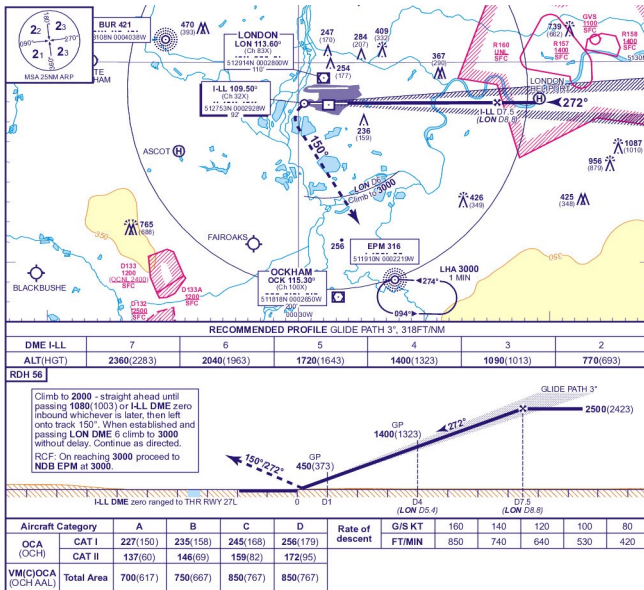 MSA 25NM ARP
090°
270°
180°
360°
BUR 421
5108N 0004038W
470
(393)
LONDON
LON 113.60°
(Ch 83X)
512914N 0002800W
110'
247
(170)
284
(207)
409
(332)
254
(177)
367
(290)
I-LL 109.50°
(Ch 32X)
512753N 0002928W
92'
236
(159)
739
(662)
GVS
1100
SFC
R160
UNL
SFC
R157
1400
SFC
R158
1400
SFC
5130N
LONDON
HELIPORT
H
272°
I-LL D7.5
(LON D8.8)
150°
LON D6
Climb to 3000
ASCOT
H
1087
(1010)
956
(879)
426
(349)
425
(348)
765
(688)
350
350
FAIROAKS
256
EPM 316
511910N 0002219W
D133
1200
(OCNL 2400)
SFC
D133A
1200
SFC
D132
2500
SFC
BLACKBUSHE
OCKHAM
OCK 115.30°
(Ch 100X)
511818N 0002650W
200'
00030W
LHA 3000
1 MIN
274°
094°
RECOMMENDED PROFILE GLIDE PATH 3°, 318FT/NM
DME I-LL 7 6 5 4 3 2
ALT(HGT) 2360(2283) 2040(1963) 1720(1643) 1400(1323) 1090(1013) 770(693)
RDH 56
Climb to 2000 - straight ahead until
passing 1080(1003) or I-LL DME zero
inbound whichever is later, then left
onto track 150°. When established and
passing LON DME 6 climb to 3000
without delay. Continue as directed.
RCF: On reaching 3000 proceed to
NDB EPM at 3000.
GLIDE PATH 3°
2500(2423)
272°
GP
1400(1323)
GP
450(373)
150°/272°
I-LL DME zero ranged to THR RWY 27L
0 D1 D4 D7.5
(LON D5.4) (LON D8.8)
Aircraft Category A B C D Rate of descent G/S KT 160 140 120 100 80
OCA (OCH) CAT I 227(150) 235(158) 245(168) 256(179) FT/MIN 850 740 640 530 420
CAT II 137(60) 146(69) 159(82) 172(95)
VM(C)OCA (OCH AAL) Total Area 700(617) 750(667) 850(767) 850(767)